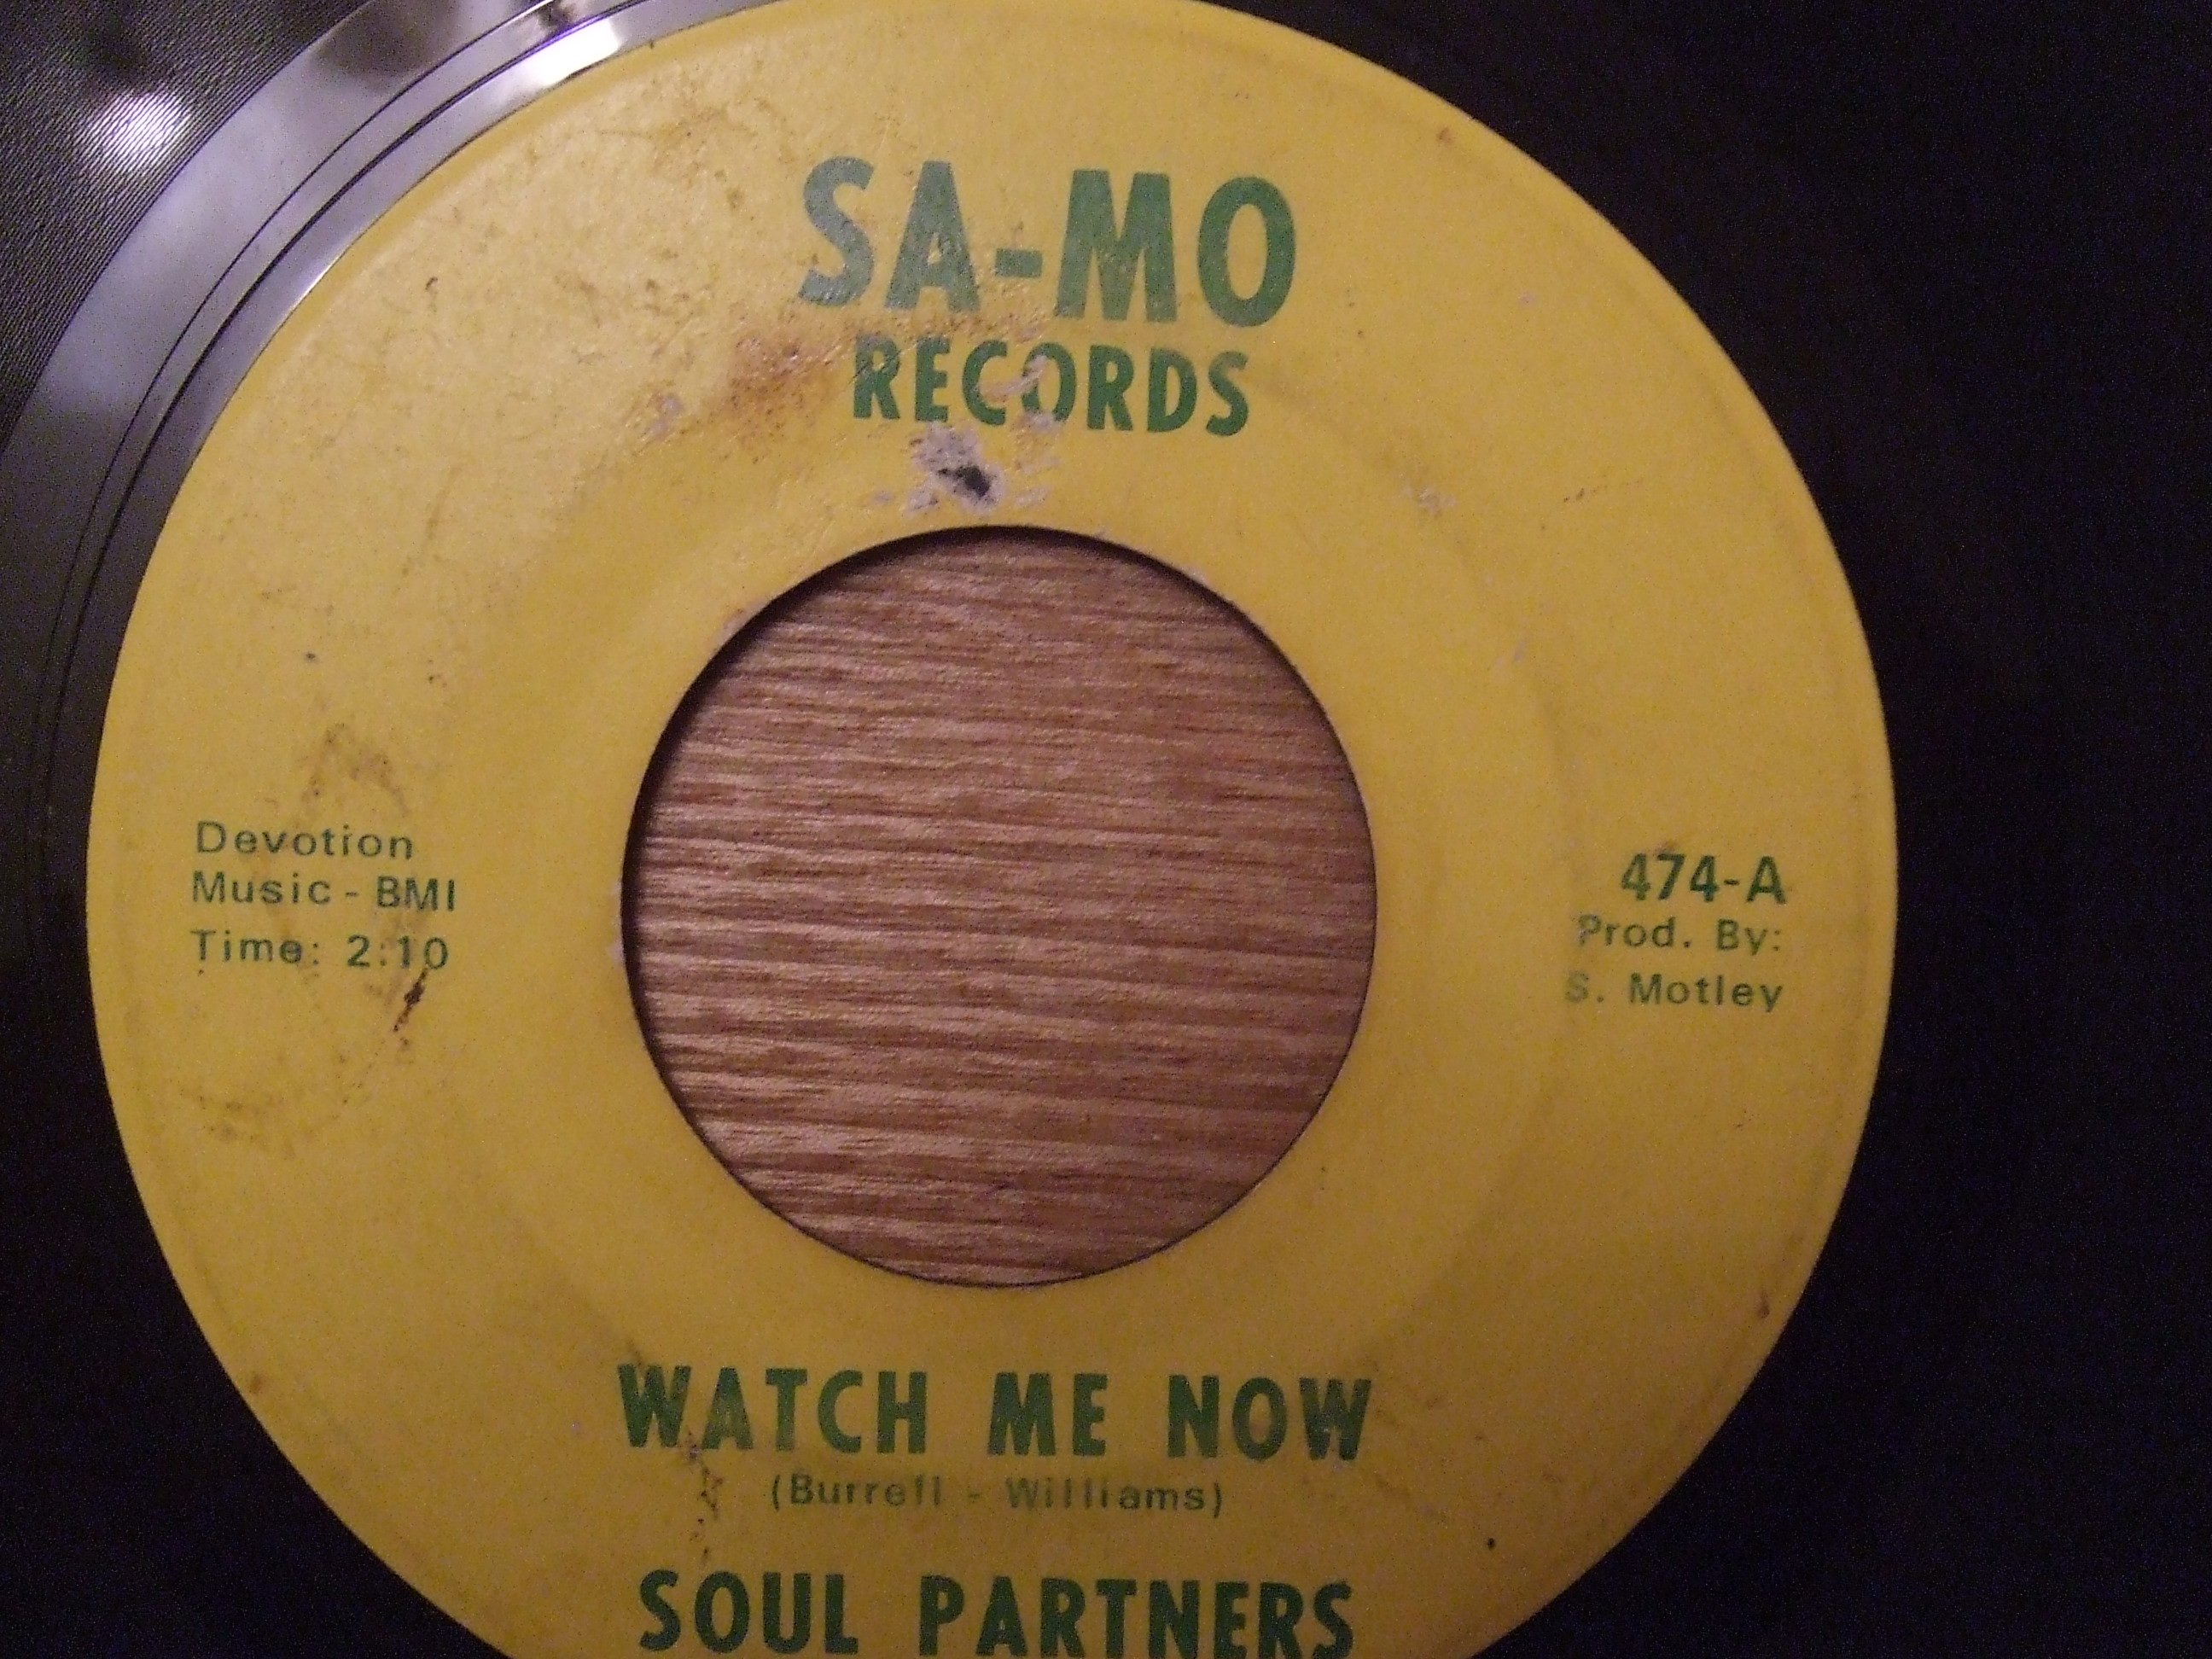 SA-MO
RECORDS
Devotion
Music - BMI
Time: 2:10
474-A
Prod. By:
S. Motley
WATCH ME NOW
(Burrell - Williams)
SOUL PARTNERS